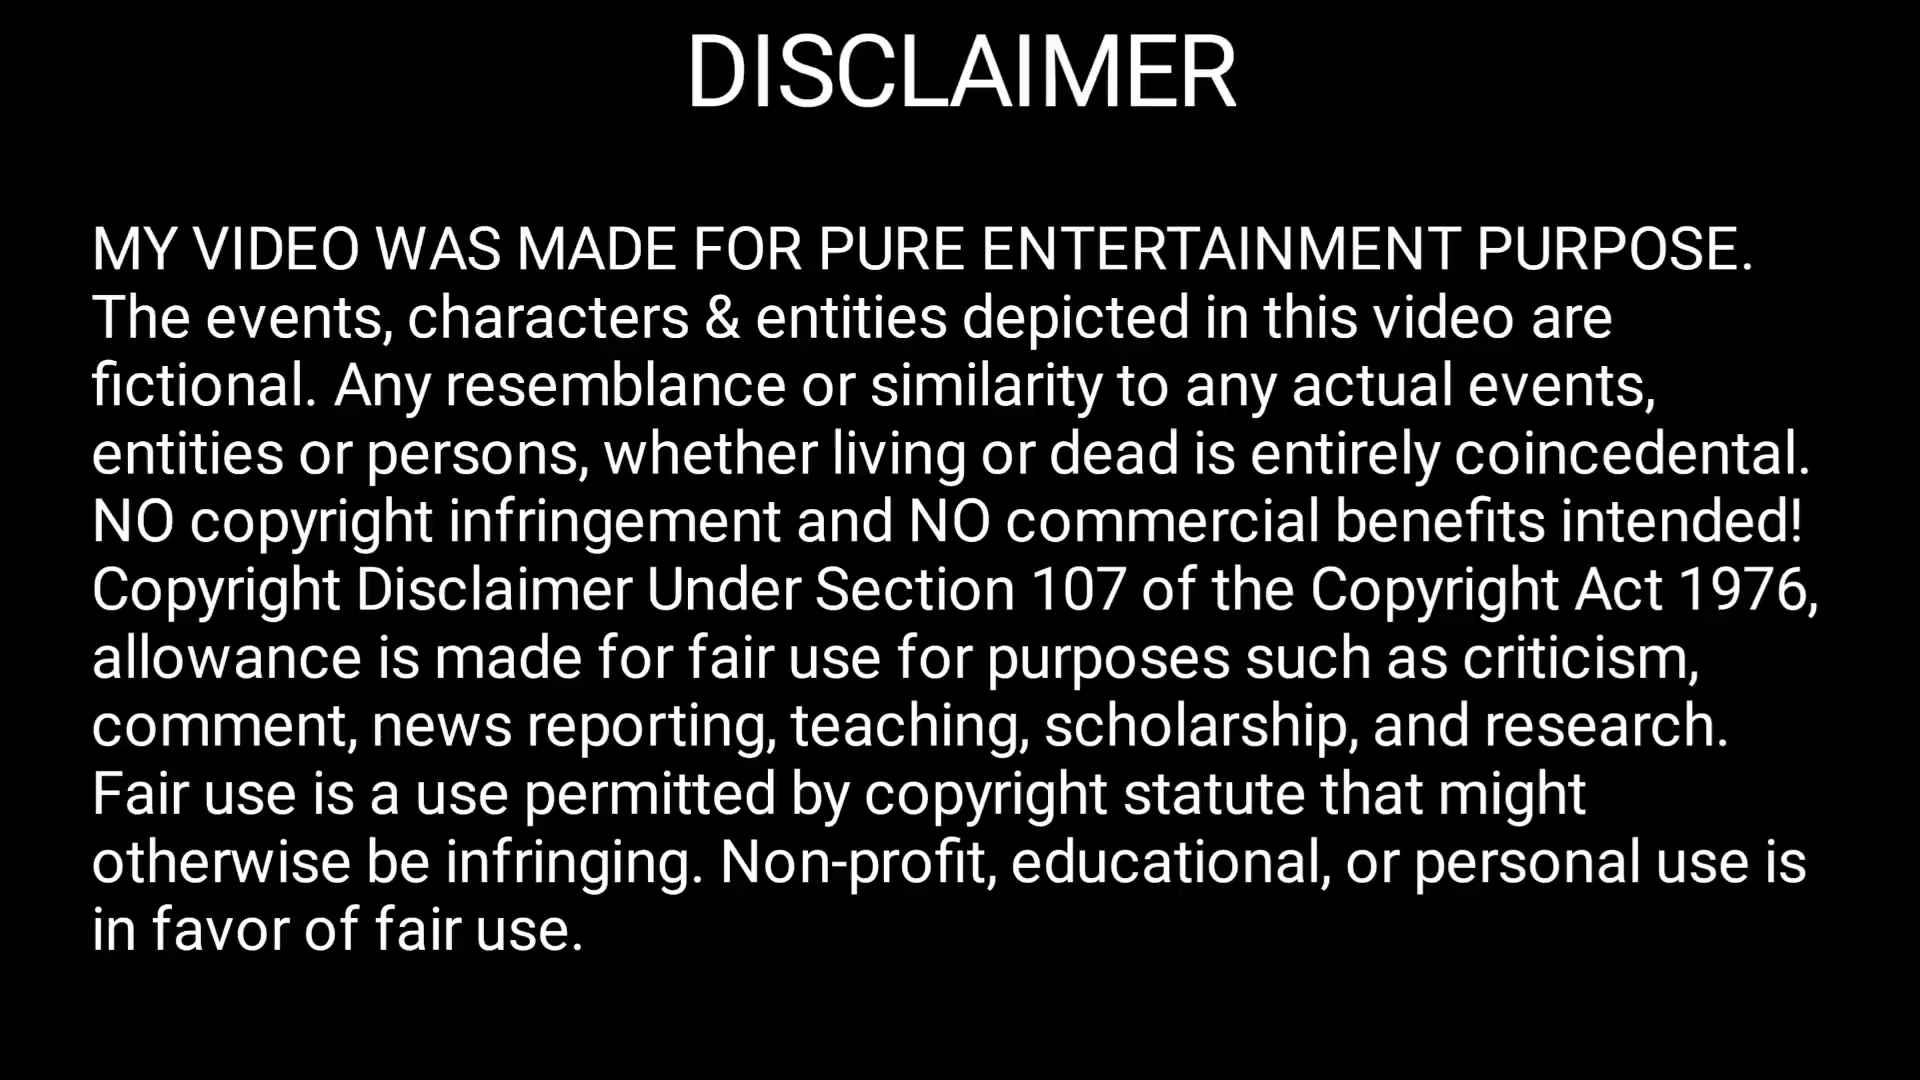 DISCLAIMER
MY VIDEO WAS MADE FOR PURE ENTERTAINMENT PURPOSE.
The events, characters & entities depicted in this video are
fictional. Any resemblance or similarity to any actual events,
entities or persons, whether living or dead is entirely coincedental.
NO copyright infringement and NO commercial benefits intended!
Copyright Disclaimer Under Section 107 of the Copyright Act 1976,
allowance is made for fair use for purposes such as criticism,
comment, news reporting, teaching, scholarship, and research.
Fair use is a use permitted by copyright statute that might
otherwise be infringing. Non-profit, educational, or personal use is
in favor of fair use.